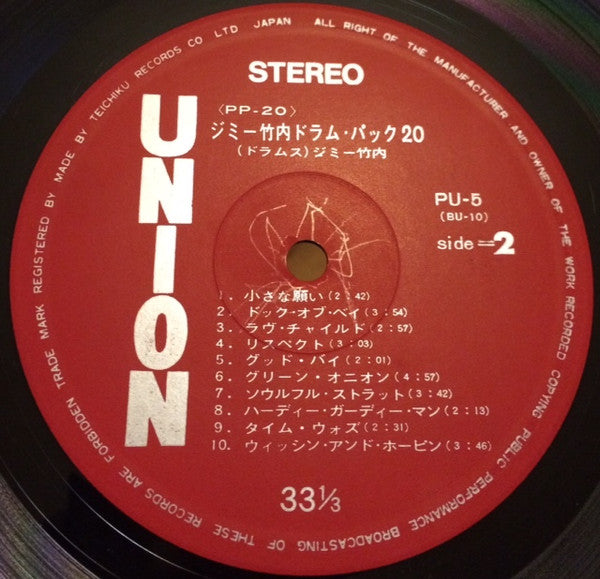 MADE BY TEICHIKU RECORDS CO LTD JAPAN ALL RIGHT OF THE MANUFACTURER AND OWNER OF THE WORK RECORDED COPYING PUBLIC PERFORMANCE BROADCASTING OF THESE RECORDS ARE FORBIDDEN TRADE MARK REGISTERED
STEREO
UNION
〈PP-20〉
ジミー竹内ドラム・パック20
(ドラムス)ジミー竹内
PU-5
(BU-10)
side=2
1. 小さな願い(2:42)
2. ドック・オブ・ベイ(3:54)
3. ラヴ・チャイルド(2:57)
4. リスペクト(3:03)
5. グッド・バイ(2:01)
6. グリーン・オニオン(4:57)
7. ソウルフル・ストラット(3:42)
8. ハーディー・ガーディー・マン(2:13)
9. タイム・ウォズ(2:31)
10. ウィッシン・アンド・ホーピン(3:46)
33⅓